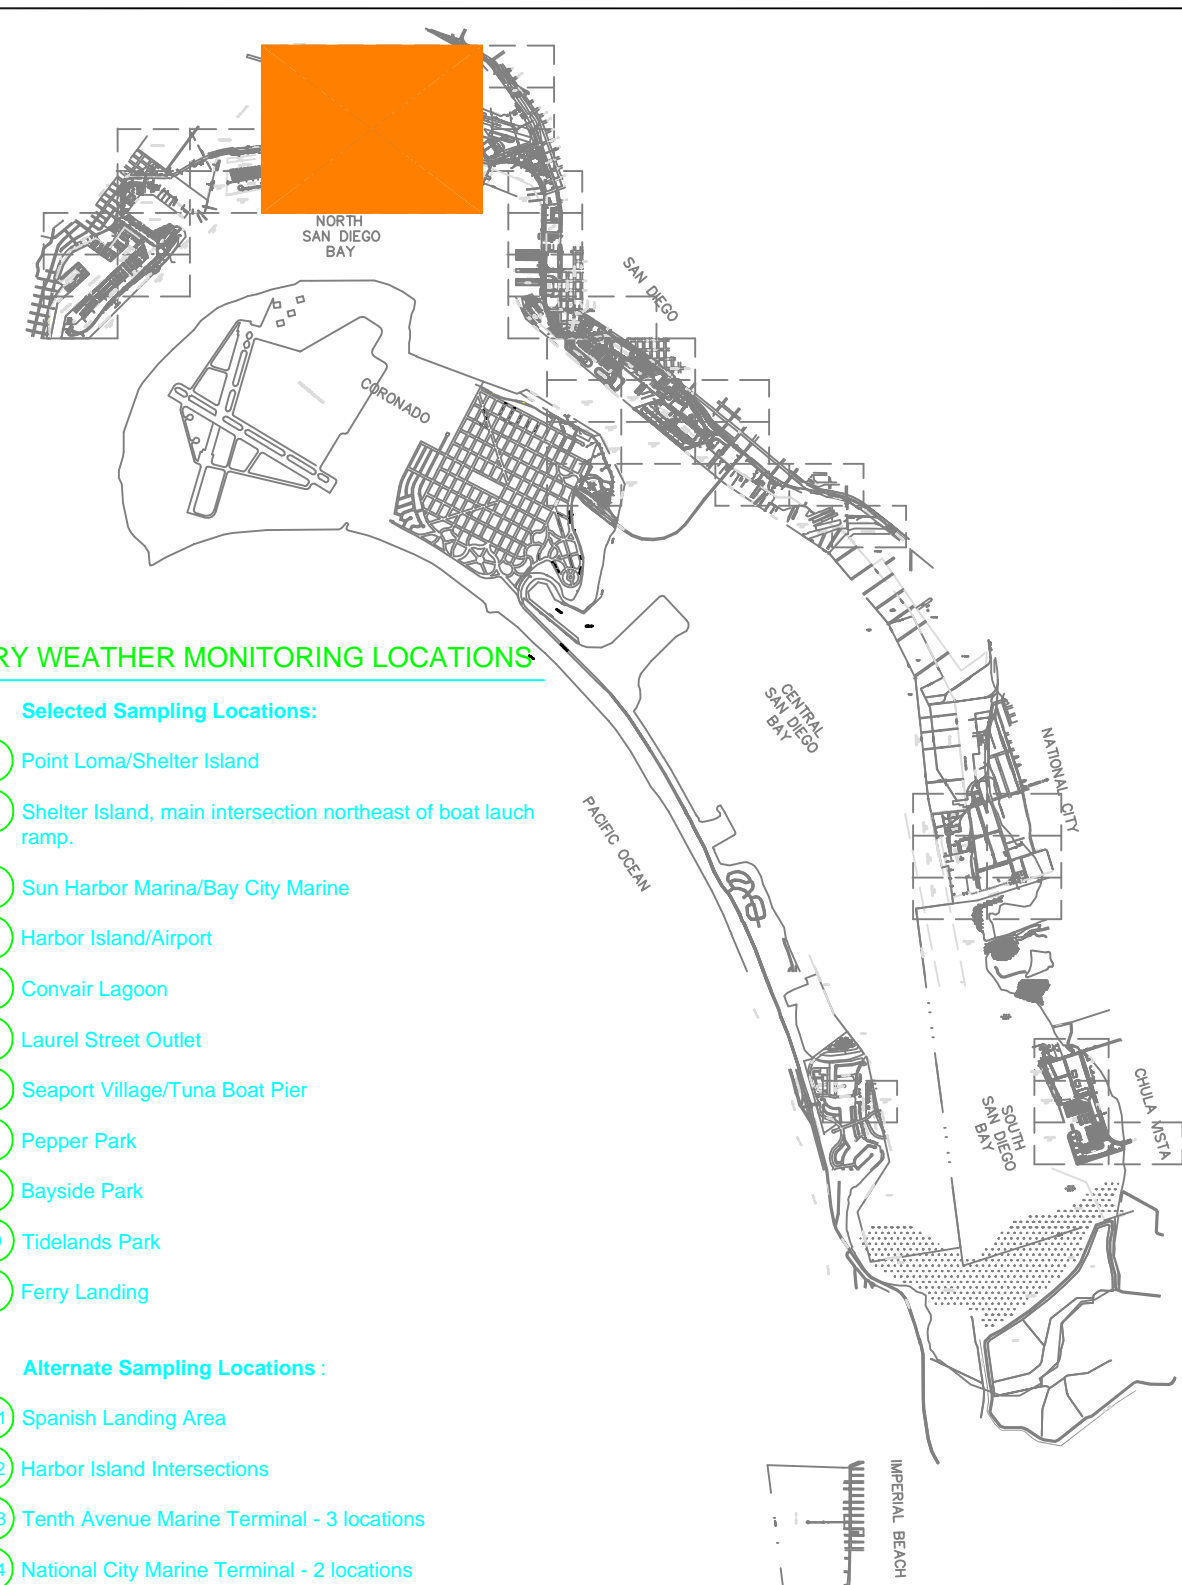 NORTH
SAN DIEGO
BAY
SAN DIEGO
CORONADO
RY WEATHER MONITORING LOCATIONS
Selected Sampling Locations:
Point Loma/Shelter Island
Shelter Island, main intersection northeast of boat lauch
ramp.
Sun Harbor Marina/Bay City Marine
Harbor Island/Airport
Convair Lagoon
Laurel Street Outlet
Seaport Village/Tuna Boat Pier
Pepper Park
Bayside Park
Tidelands Park
Ferry Landing
Alternate Sampling Locations :
1 Spanish Landing Area
2 Harbor Island Intersections
3 Tenth Avenue Marine Terminal - 3 locations
4 National City Marine Terminal - 2 locations
CENTRAL
SAN DIEGO
BAY
NATIONAL CITY
PACIFIC OCEAN
SOUTH
SAN DIEGO
BAY
CHULA VISTA
IMPERIAL BEACH